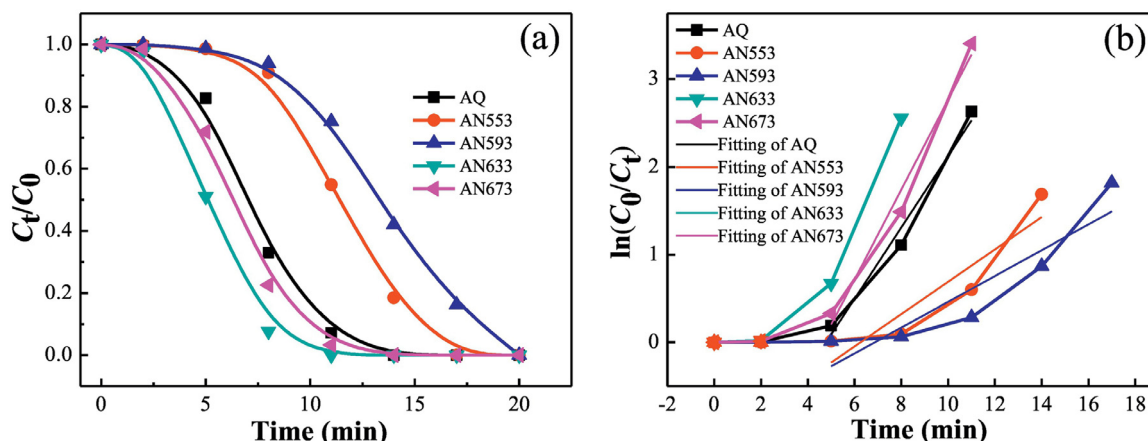 (a)
AQ
AN553
AN593
AN633
AN673
1.0
0.8
0.6
0.4
0.2
0.0
Ct/C0
0
5
10
15
20
Time (min)
(b)
AQ
AN553
AN593
AN633
AN673
Fitting of AQ
Fitting of AN553
Fitting of AN593
Fitting of AN633
Fitting of AN673
3
2
1
0
ln(C0/Ct)
-2
0
2
4
6
8
10
12
14
16
18
Time (min)